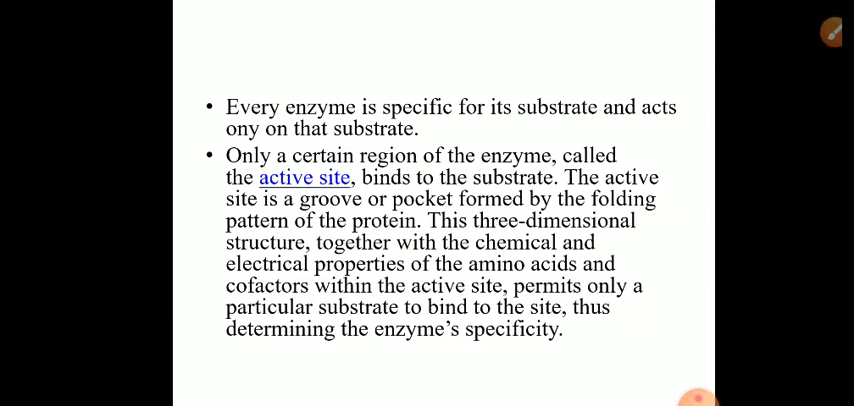 • Every enzyme is specific for its substrate and acts
ony on that substrate.
• Only a certain region of the enzyme, called
the active site, binds to the substrate. The active
site is a groove or pocket formed by the folding
pattern of the protein. This three-dimensional
structure, together with the chemical and
electrical properties of the amino acids and
cofactors within the active site, permits only a
particular substrate to bind to the site, thus
determining the enzyme’s specificity.